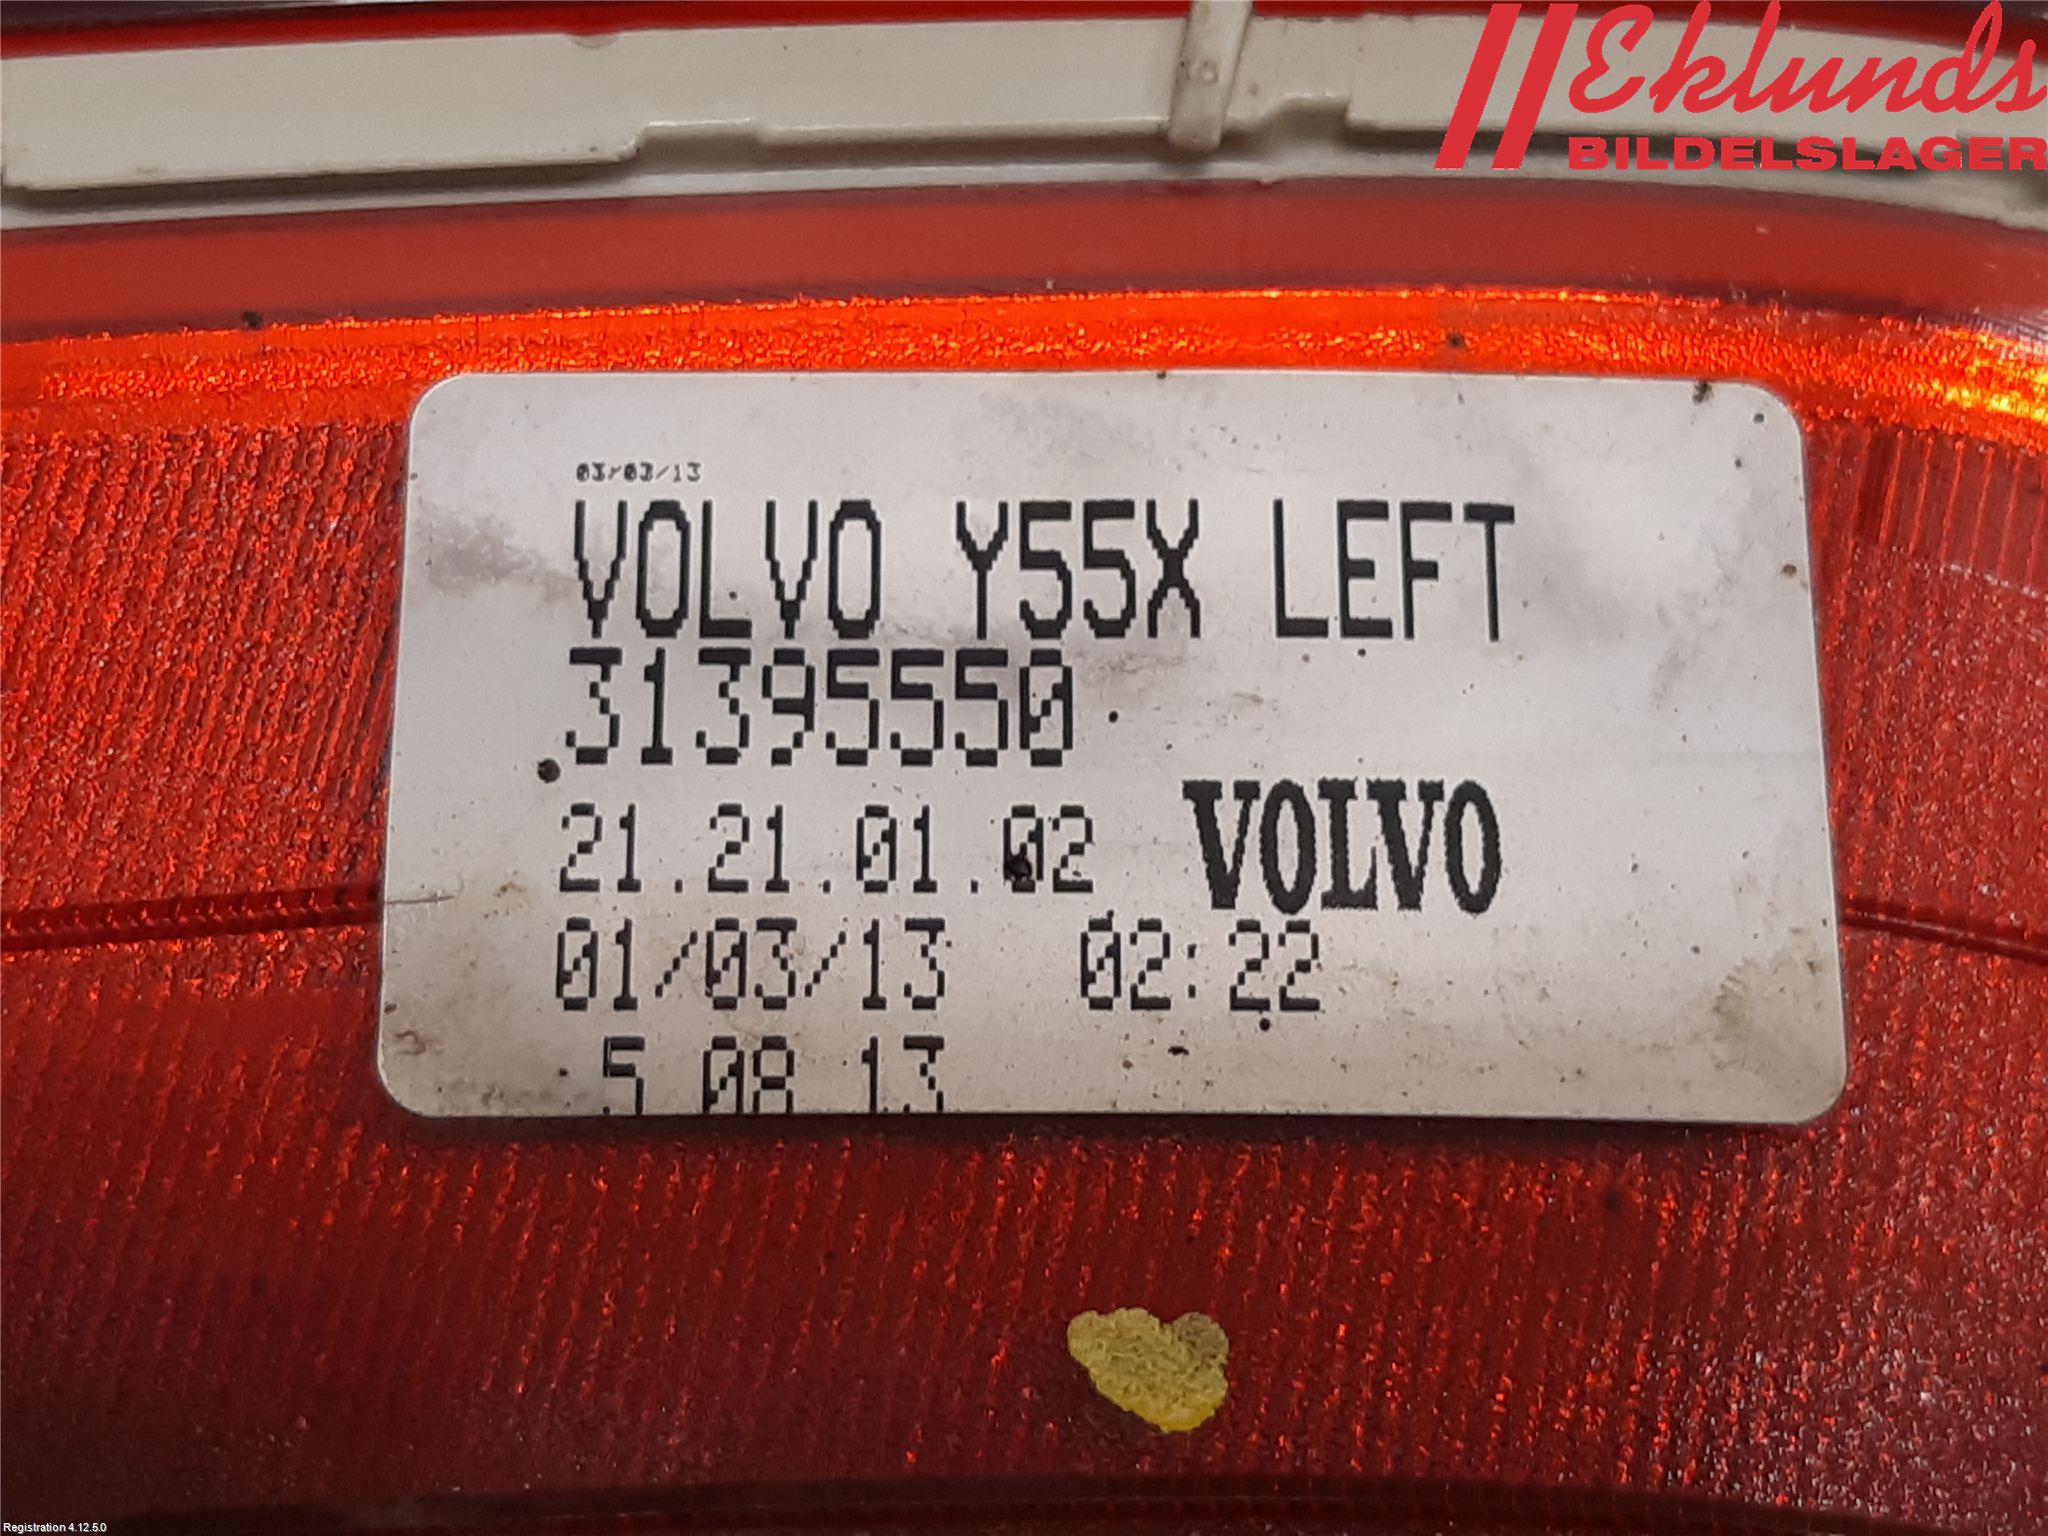 Eklunds
BILDELSLAGER
03/03/13
VOLVO Y55X LEFT
31395550
21.21.01.02 VOLVO
01/03/13 02:22
5 08 13
Registration 4.12.5.0